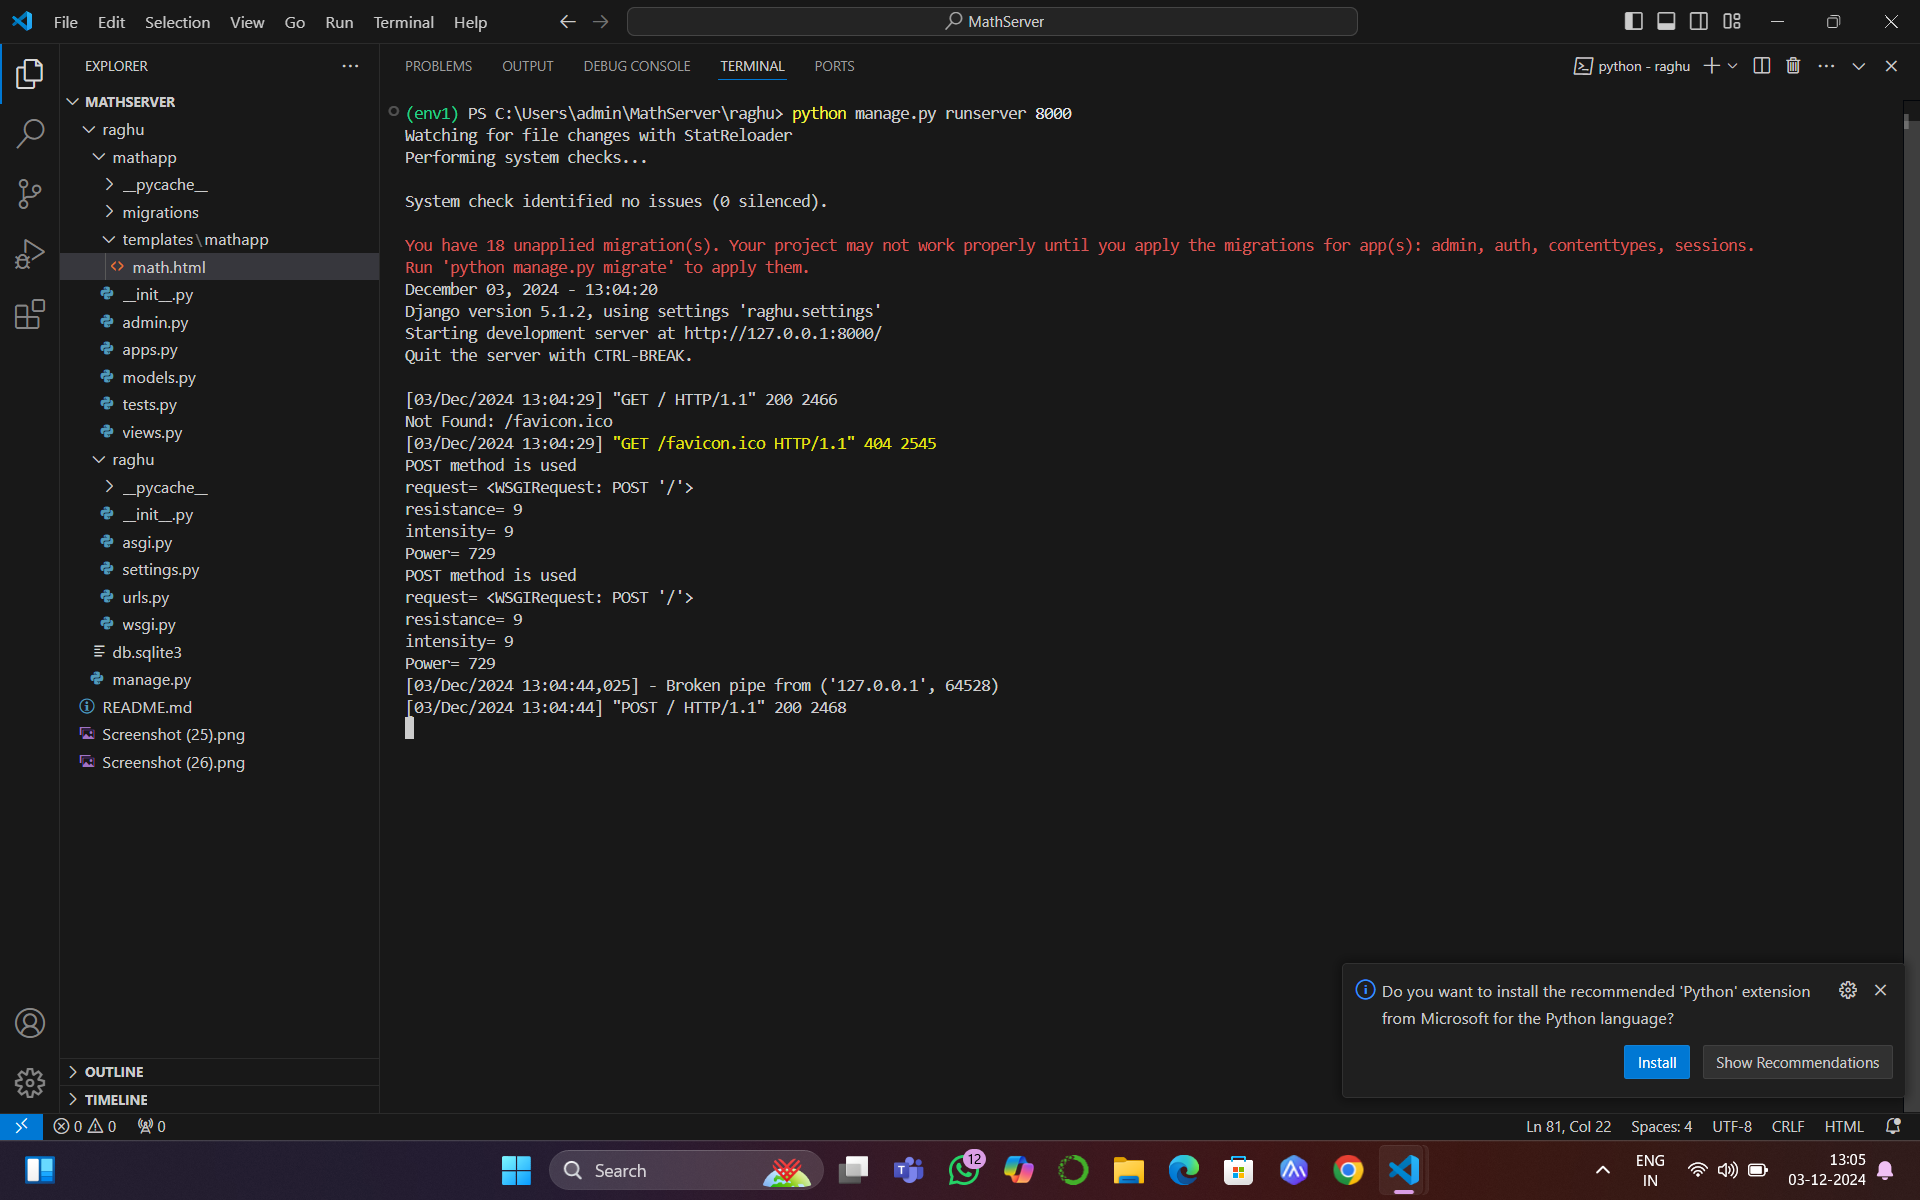 File Edit Selection View Go Run Terminal Help
MathServer
EXPLORER
MATHSERVER
raghu
mathapp
__pycache__
migrations
templates\mathapp
math.html
__init__.py
admin.py
apps.py
models.py
tests.py
views.py
raghu
__pycache__
__init__.py
asgi.py
settings.py
urls.py
wsgi.py
db.sqlite3
manage.py
README.md
Screenshot (25).png
Screenshot (26).png
OUTLINE
TIMELINE
PROBLEMS OUTPUT DEBUG CONSOLE TERMINAL PORTS
python - raghu
(env1) PS C:\Users\admin\MathServer\raghu> python manage.py runserver 8000
Watching for file changes with StatReloader
Performing system checks...
System check identified no issues (0 silenced).
You have 18 unapplied migration(s). Your project may not work properly until you apply the migrations for app(s): admin, auth, contenttypes, sessions.
Run 'python manage.py migrate' to apply them.
December 03, 2024 - 13:04:20
Django version 5.1.2, using settings 'raghu.settings'
Starting development server at http://127.0.0.1:8000/
Quit the server with CTRL-BREAK.
[03/Dec/2024 13:04:29] "GET / HTTP/1.1" 200 2466
Not Found: /favicon.ico
[03/Dec/2024 13:04:29] "GET /favicon.ico HTTP/1.1" 404 2545
POST method is used
request= <WSGIRequest: POST '/'>
resistance= 9
intensity= 9
Power= 729
POST method is used
request= <WSGIRequest: POST '/'>
resistance= 9
intensity= 9
Power= 729
[03/Dec/2024 13:04:44,025] - Broken pipe from ('127.0.0.1', 64528)
[03/Dec/2024 13:04:44] "POST / HTTP/1.1" 200 2468
Do you want to install the recommended 'Python' extension
from Microsoft for the Python language?
Install Show Recommendations
0 0 0
Ln 81, Col 22 Spaces: 4 UTF-8 CRLF HTML
Search
12
ENG
IN
13:05
03-12-2024